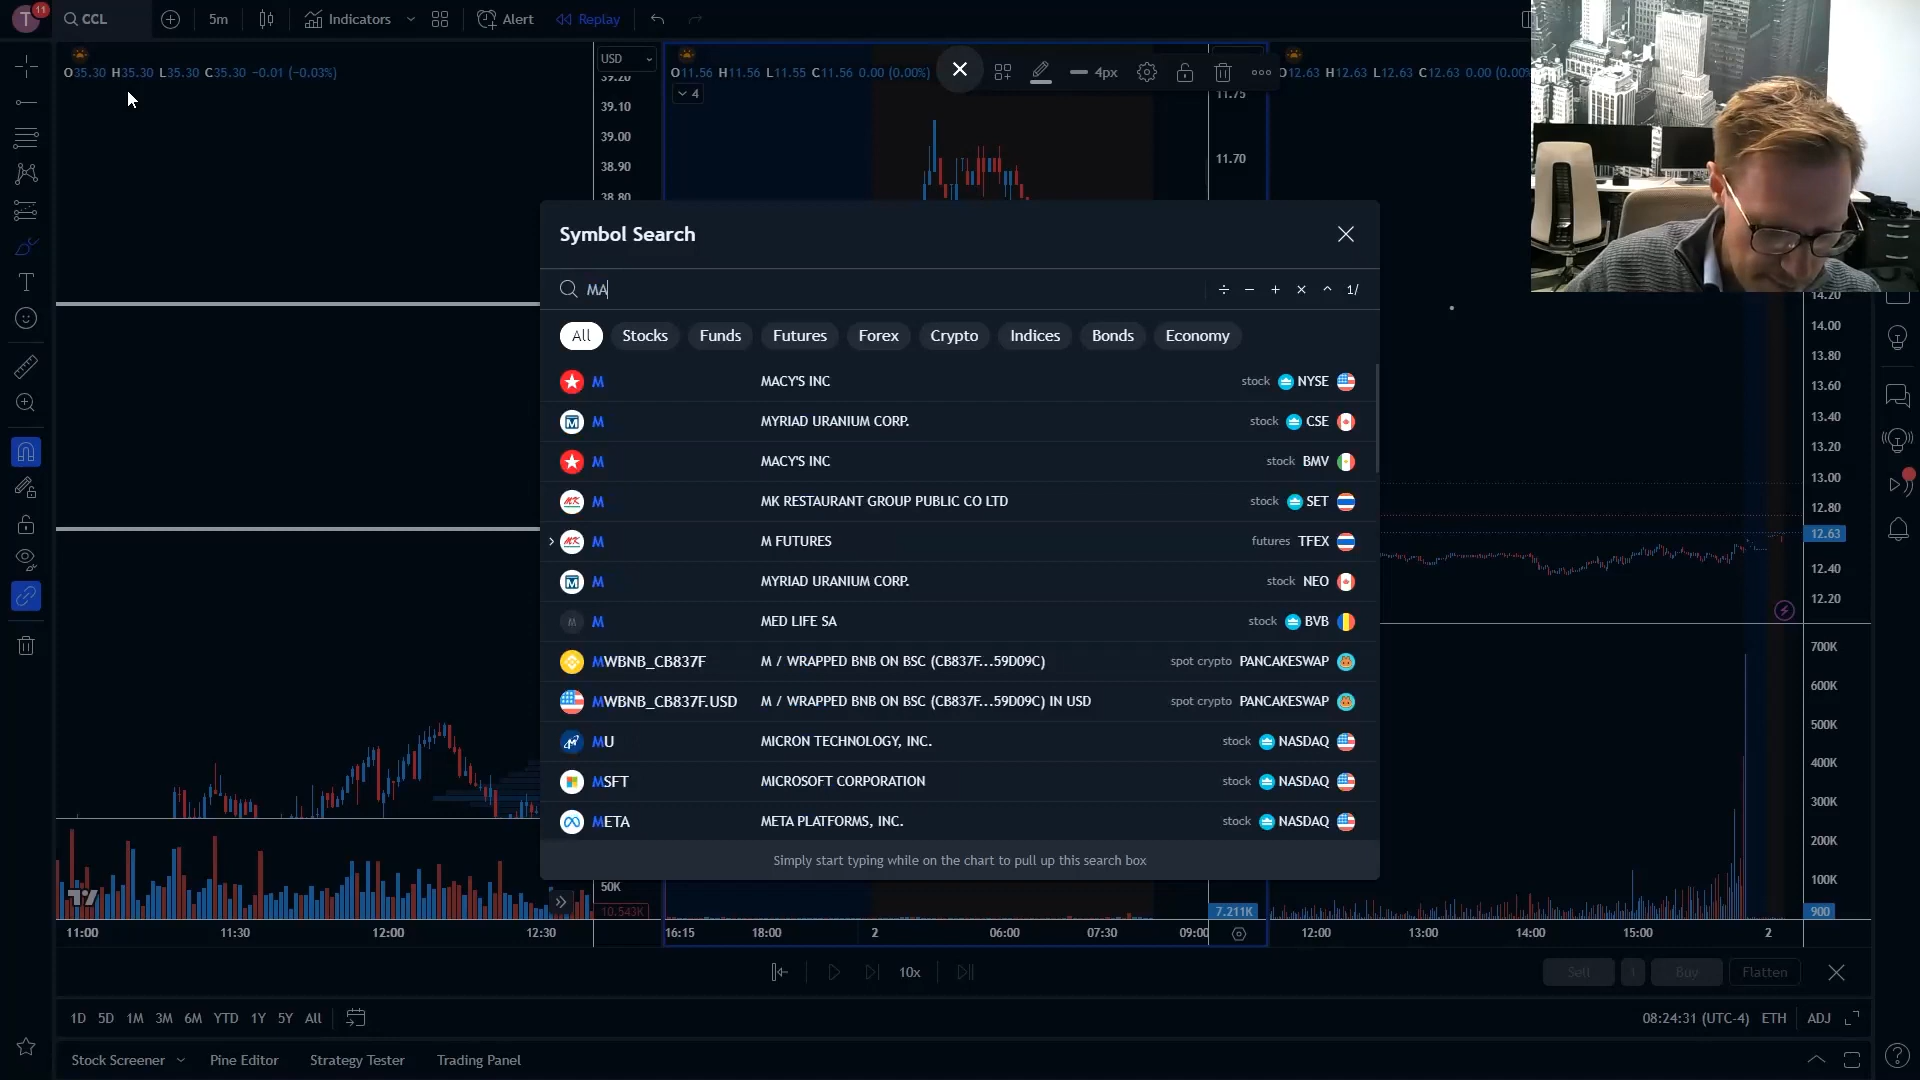 T
11
CCL
5m
Indicators
Alert
Replay
O35.30 H35.30 L35.30 C35.30 −0.01 (−0.03%)
USD
39.20
39.10
39.00
38.90
38.80
O11.56 H11.56 L11.55 C11.56 0.00 (0.00%)
4
4px
11.75
11.70
O12.63 H12.63 L12.63 C12.63 0.00 (0.00%
Symbol Search
MA
÷ − + × ^ 1/
All Stocks Funds Futures Forex Crypto Indices Bonds Economy
M MACY'S INC stock NYSE
M MYRIAD URANIUM CORP. stock CSE
M MACY'S INC stock BMV
M MK RESTAURANT GROUP PUBLIC CO LTD stock SET
M M FUTURES futures TFEX
M MYRIAD URANIUM CORP. stock NEO
M MED LIFE SA stock BVB
MWBNB_CB837F M / WRAPPED BNB ON BSC (CB837F...59D09C) spot crypto PANCAKESWAP
MWBNB_CB837F.USD M / WRAPPED BNB ON BSC (CB837F...59D09C) IN USD spot crypto PANCAKESWAP
MU MICRON TECHNOLOGY, INC. stock NASDAQ
MSFT MICROSOFT CORPORATION stock NASDAQ
META META PLATFORMS, INC. stock NASDAQ
Simply start typing while on the chart to pull up this search box
14.20
14.00
13.80
13.60
13.40
13.20
13.00
12.80
12.63
12.40
12.20
700K
600K
500K
400K
300K
200K
100K
900
50K
10.543K
7.211K
11:00 11:30 12:00 12:30
16:15 18:00 2 06:00 07:30 09:00
12:00 13:00 14:00 15:00 2
10x
Sell 1 Buy Flatten
1D 5D 1M 3M 6M YTD 1Y 5Y All
08:24:31 (UTC-4) ETH ADJ
Stock Screener Pine Editor Strategy Tester Trading Panel